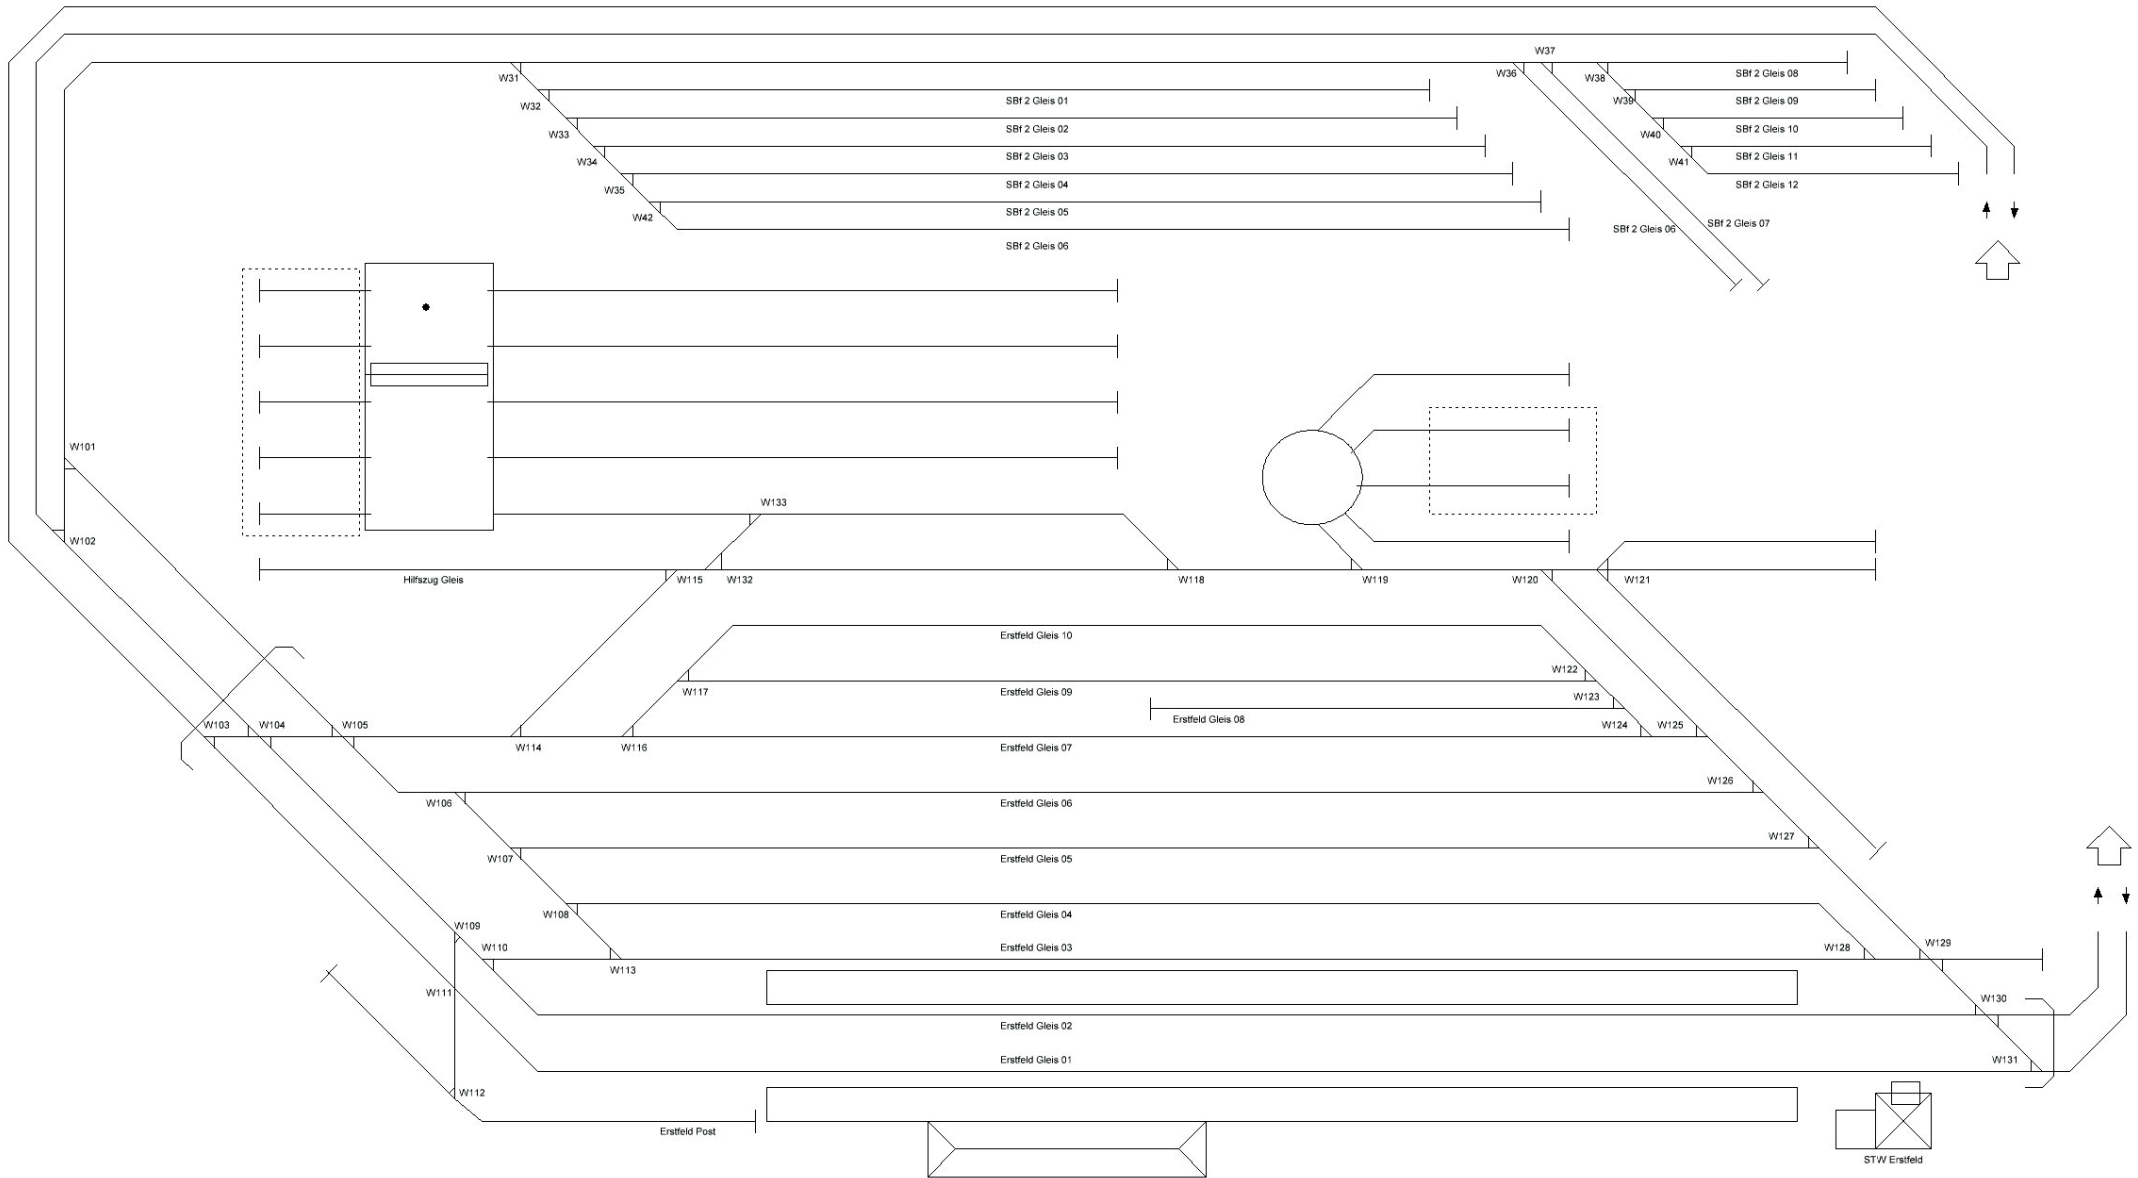 W37
W31
W36
W38
SBf 2 Gleis 08
SBf 2 Gleis 01
W32
W39
SBf 2 Gleis 09
SBf 2 Gleis 02
W33
W40
SBf 2 Gleis 10
SBf 2 Gleis 03
W34
W41
SBf 2 Gleis 11
SBf 2 Gleis 04
W35
SBf 2 Gleis 12
SBf 2 Gleis 05
W42
SBf 2 Gleis 06
SBf 2 Gleis 06
SBf 2 Gleis 07
W101
W133
W102
Hilfszug Gleis
W115
W132
W118
W119
W120
W121
Erstfeld Gleis 10
W122
W117
Erstfeld Gleis 09
W123
Erstfeld Gleis 08
W103
W104
W105
W124
W125
W114
W116
Erstfeld Gleis 07
W126
W106
Erstfeld Gleis 06
W127
W107
Erstfeld Gleis 05
W108
Erstfeld Gleis 04
W109
W110
Erstfeld Gleis 03
W128
W129
W113
W111
W130
Erstfeld Gleis 02
Erstfeld Gleis 01
W131
W112
Erstfeld Post
STW Erstfeld